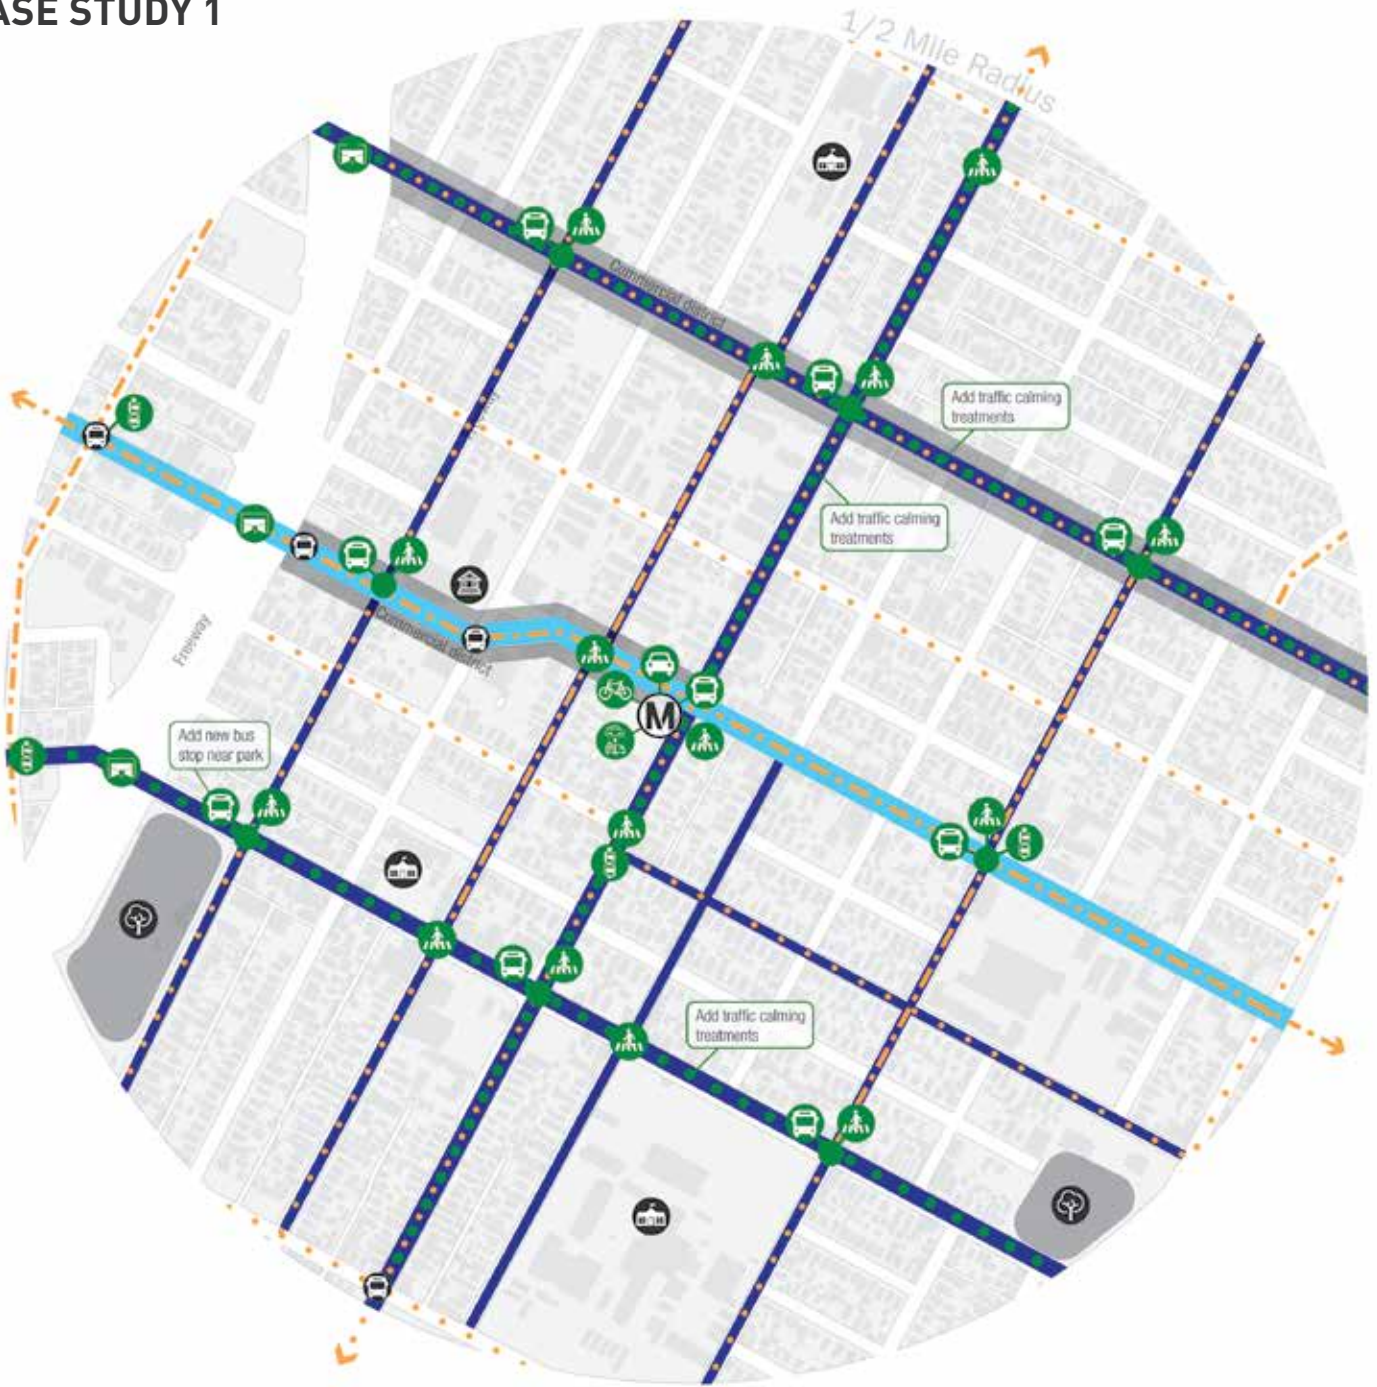 ASE STUDY 1
1/2 Mile Radius
Commercial district
Add traffic calming
treatments
Add traffic calming
treatments
Freeway
Commercial district
M
Add new bus
stop near park
Add traffic calming
treatments